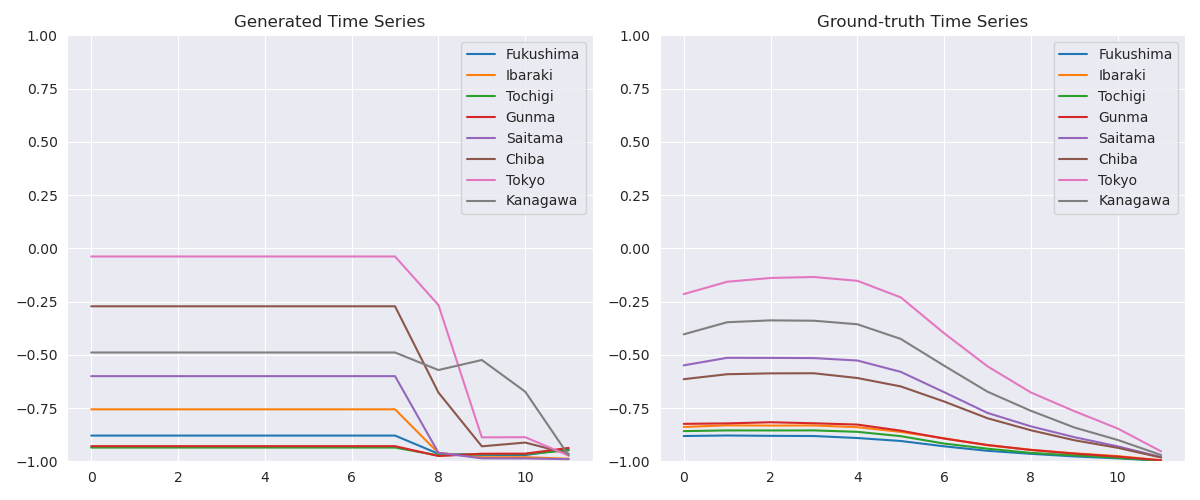 Generated Time Series
1.00
0.75
0.50
0.25
0.00
−0.25
−0.50
−0.75
−1.00
0 2 4 6 8 10
Fukushima
Ibaraki
Tochigi
Gunma
Saitama
Chiba
Tokyo
Kanagawa
Ground-truth Time Series
1.00
0.75
0.50
0.25
0.00
−0.25
−0.50
−0.75
−1.00
0 2 4 6 8 10
Fukushima
Ibaraki
Tochigi
Gunma
Saitama
Chiba
Tokyo
Kanagawa